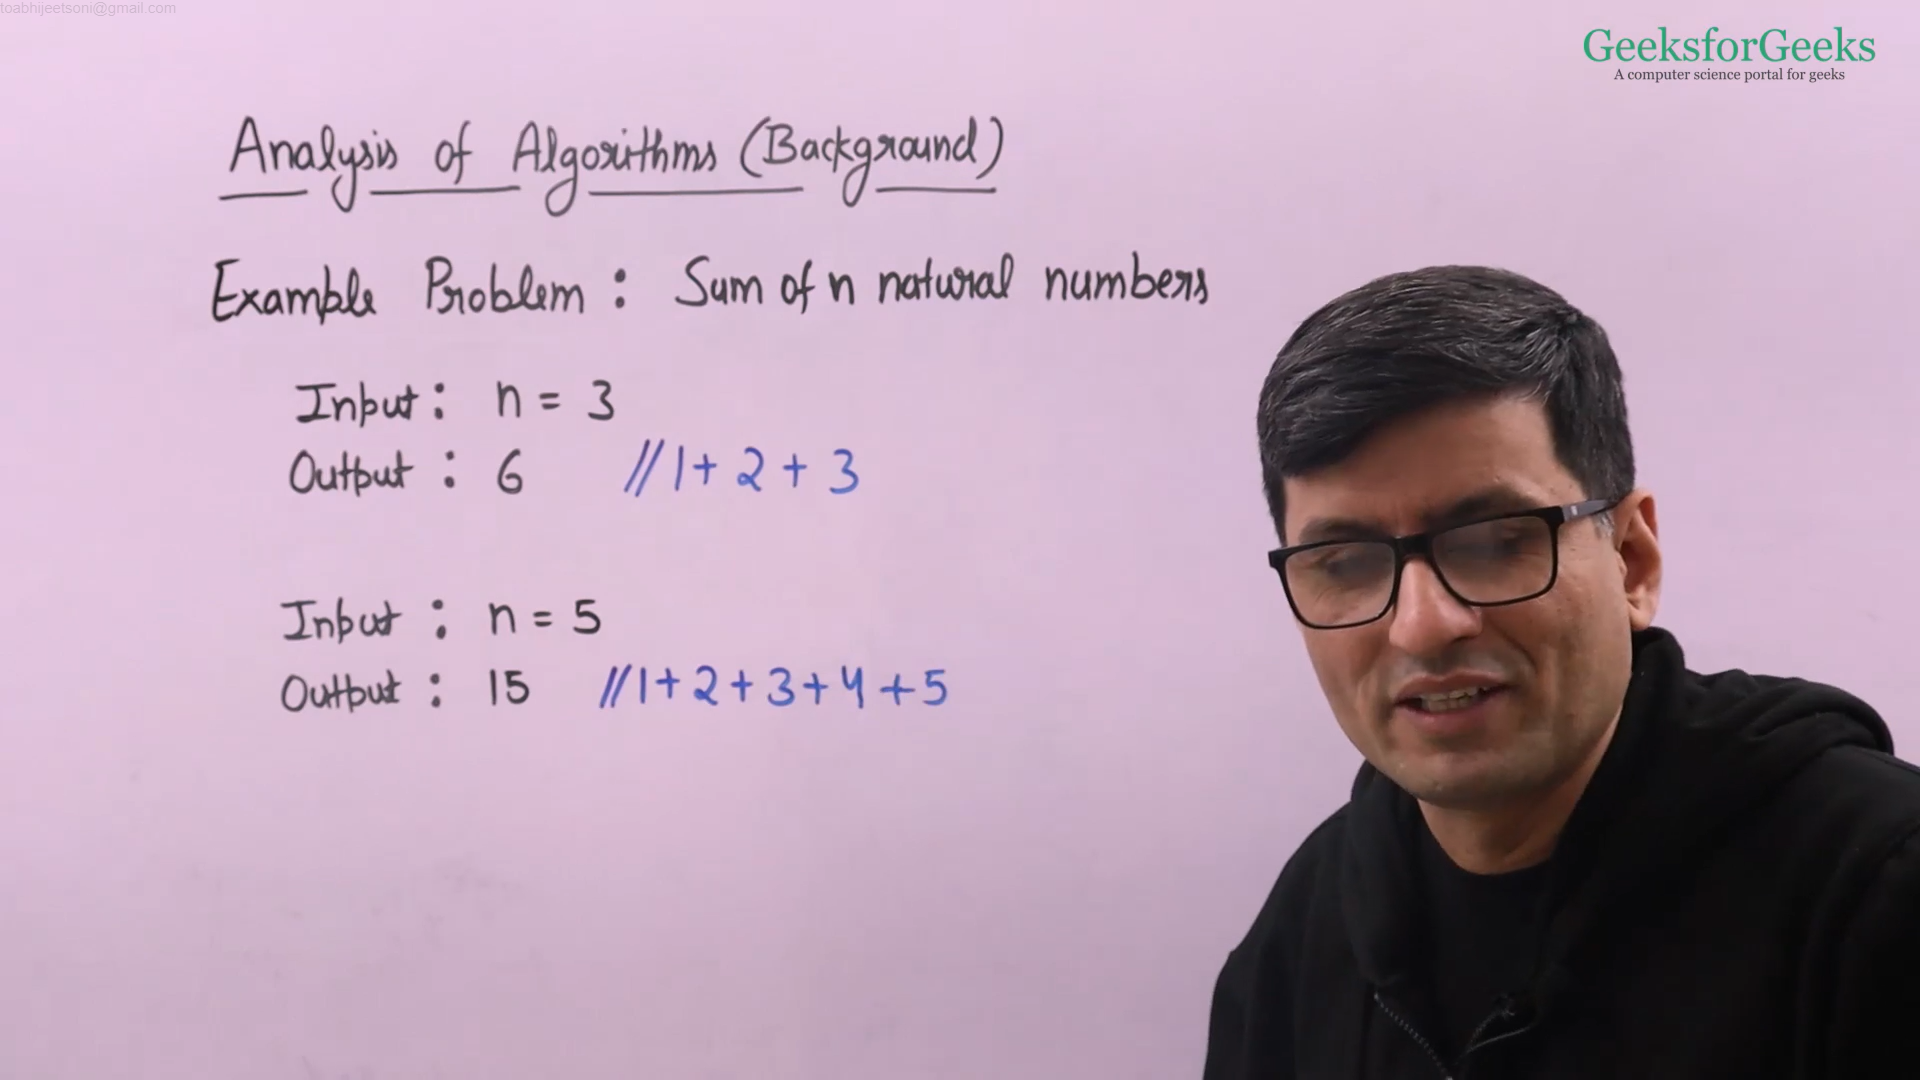 toabhijeetsoni@gmail.com
GeeksforGeeks
A computer science portal for geeks
Analysis of Algorithms (Background)
Example Problem : Sum of n natural numbers
Input : n = 3
Output : 6 // 1 + 2 + 3
Input : n = 5
Output : 15 // 1 + 2 + 3 + 4 + 5